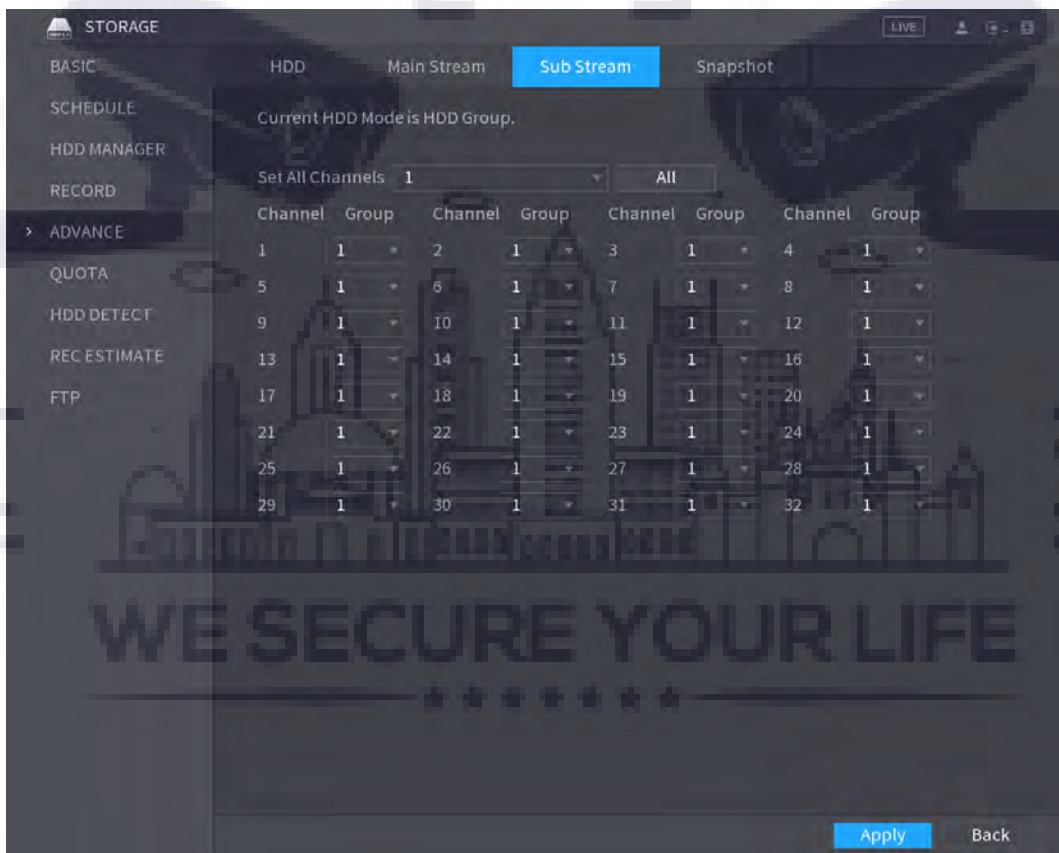 STORAGE LIVE
BASIC
SCHEDULE
HDD MANAGER
RECORD
ADVANCE
QUOTA
HDD DETECT
REC ESTIMATE
FTP
HDD Main Stream Sub Stream Snapshot
Current HDD Mode is HDD Group.
Set All Channels 1 All
Channel Group Channel Group Channel Group Channel Group
1 1 2 1 3 1 4 1
5 1 6 1 7 1 8 1
9 1 10 1 11 1 12 1
13 1 14 1 15 1 16 1
17 1 18 1 19 1 20 1
21 1 22 1 23 1 24 1
25 1 26 1 27 1 28 1
29 1 30 1 31 1 32 1
WE SECURE YOUR LIFE
Apply Back